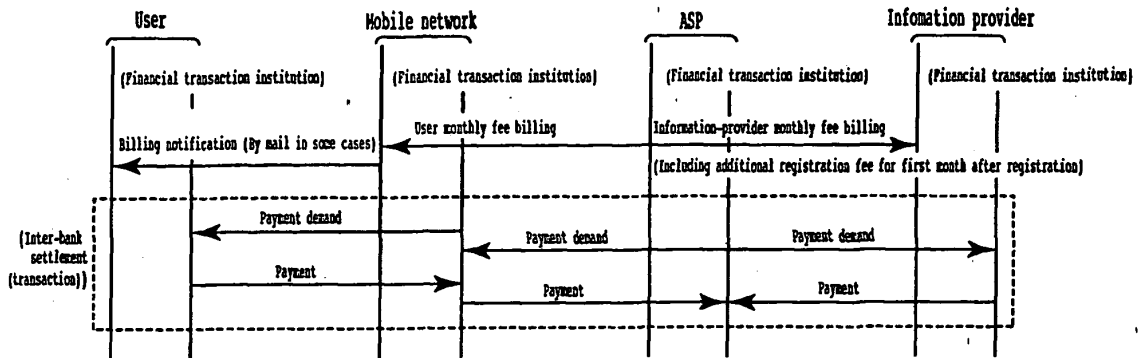 User
Mobile network
ASP
Infomation provider
(Financial transaction institution)
(Financial transaction institution)
(Financial transaction institution)
(Financial transaction institution)
User monthly fee billing
Information-provider monthly fee billing
Billing notification (By mail in some cases)
(Including additional registration fee for first month after registration)
(Inter-bank
settlement
(transaction))
Payment demand
Payment demand
Payment demand
Payment
Payment
Payment